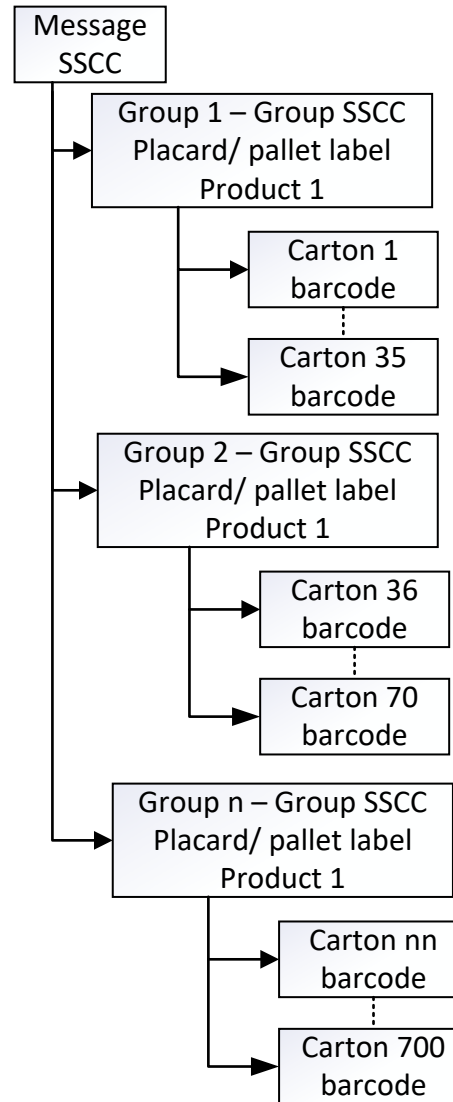 Message
SSCC
Group 1 – Group SSCC
Placard/ pallet label
Product 1
Carton 1
barcode
Carton 35
barcode
Group 2 – Group SSCC
Placard/ pallet label
Product 1
Carton 36
barcode
Carton 70
barcode
Group n – Group SSCC
Placard/ pallet label
Product 1
Carton nn
barcode
Carton 700
barcode